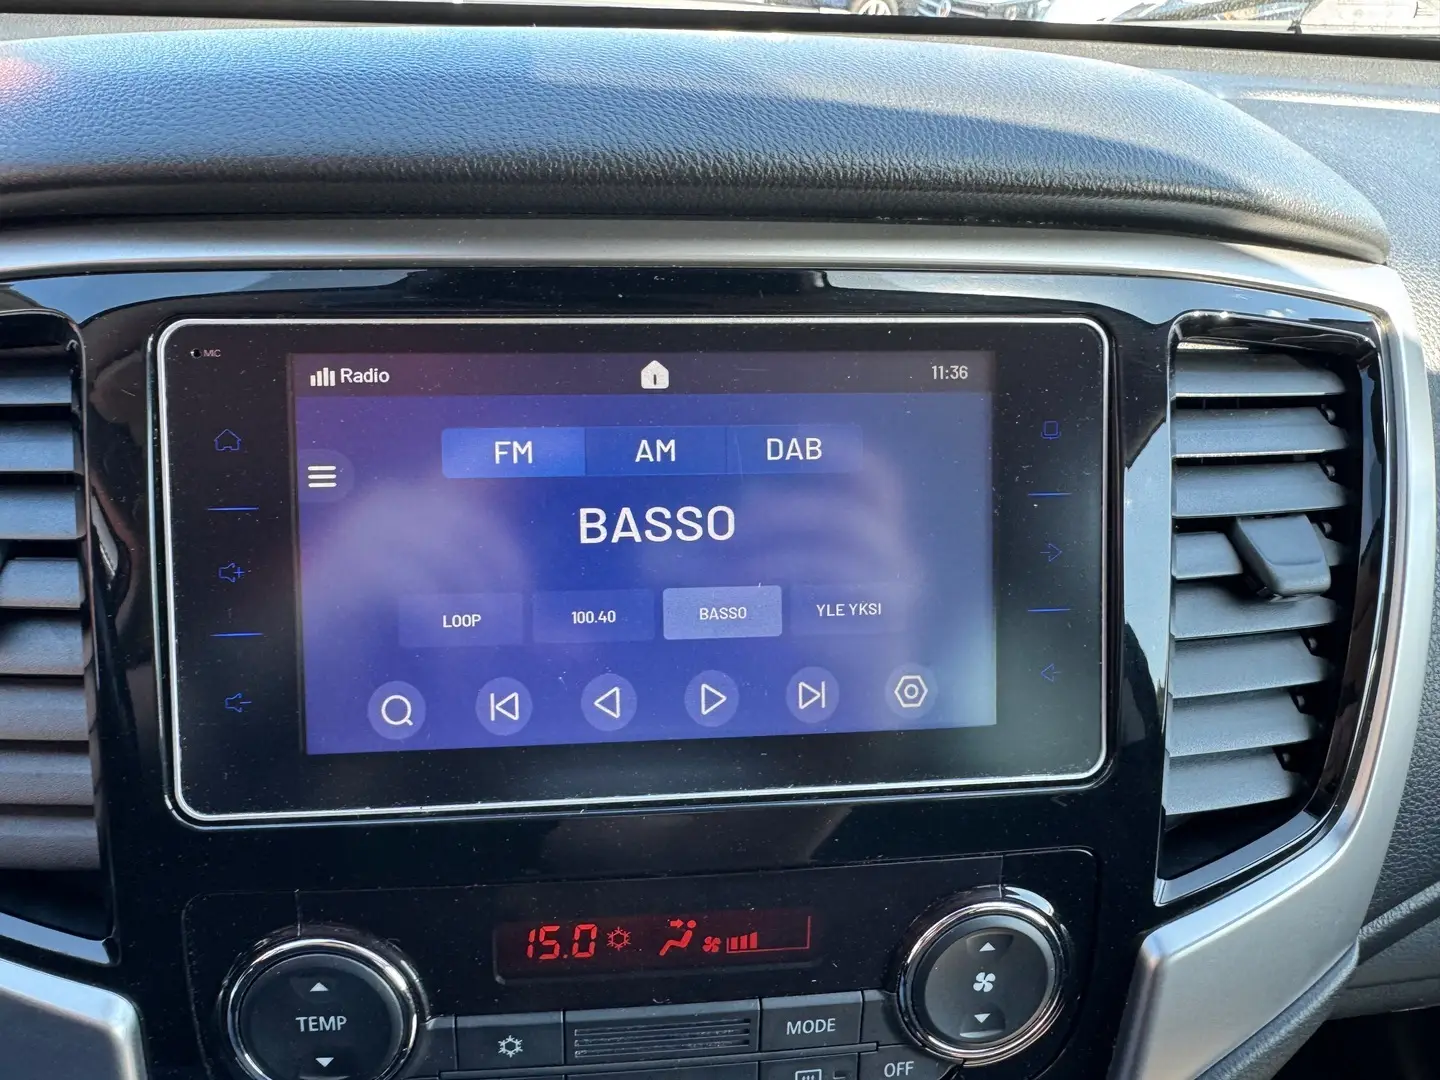 MIC
Radio
11:36
FM AM DAB
BASSO
LOOP 100.40 BASSO YLE YKSI
15.0
TEMP
MODE
OFF